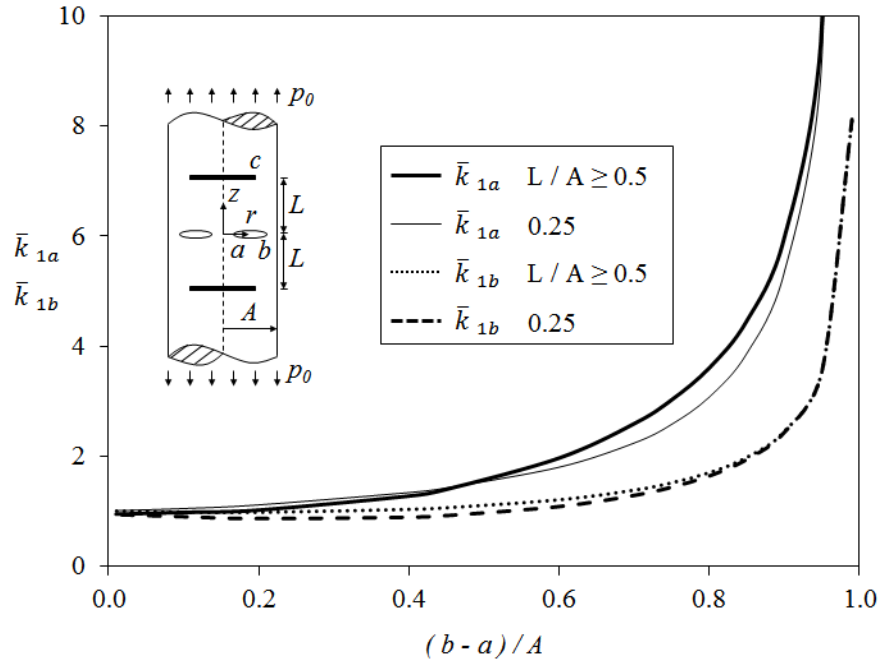 10
8
6
4
2
0
k̄ 1a
k̄ 1b
p0
c
z
L
r
a
b
L
A
p0
k̄ 1a L / A ≥ 0.5
k̄ 1a 0.25
k̄ 1b L / A ≥ 0.5
k̄ 1b 0.25
0.0 0.2 0.4 0.6 0.8 1.0
( b - a ) / A